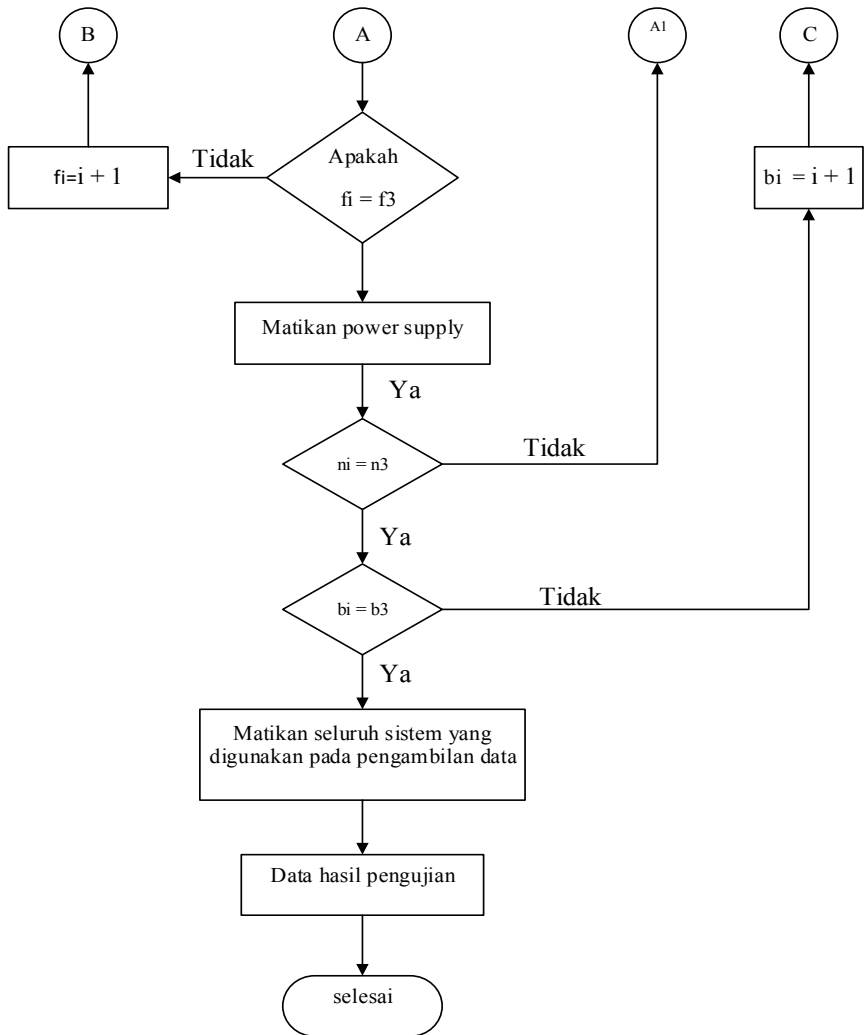 B
A
A1
C
Tidak
Apakah
fi = f3
fi=i + 1
bi = i + 1
Matikan power supply
Ya
ni = n3
Tidak
Ya
bi = b3
Tidak
Ya
Matikan seluruh sistem yang
digunakan pada pengambilan data
Data hasil pengujian
selesai